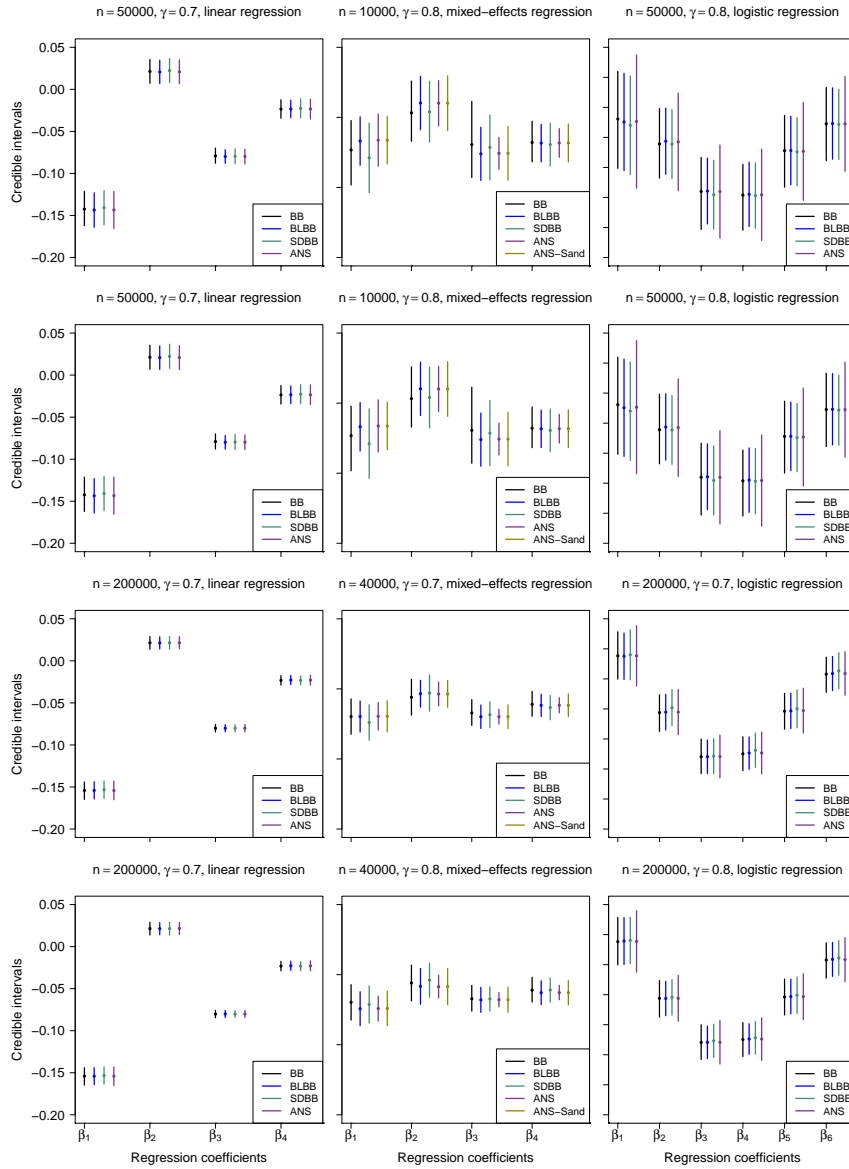 n = 50000, γ = 0.7, linear regression
n = 10000, γ = 0.8, mixed−effects regression
n = 50000, γ = 0.8, logistic regression
Credible intervals
0.05
0.00
−0.05
−0.10
−0.15
−0.20
BB
BLBB
SDBB
ANS
BB
BLBB
SDBB
ANS
ANS−Sand
BB
BLBB
SDBB
ANS
n = 50000, γ = 0.7, linear regression
n = 10000, γ = 0.8, mixed−effects regression
n = 50000, γ = 0.8, logistic regression
Credible intervals
0.05
0.00
−0.05
−0.10
−0.15
−0.20
BB
BLBB
SDBB
ANS
BB
BLBB
SDBB
ANS
ANS−Sand
BB
BLBB
SDBB
ANS
n = 200000, γ = 0.7, linear regression
n = 40000, γ = 0.7, mixed−effects regression
n = 200000, γ = 0.7, logistic regression
Credible intervals
0.05
0.00
−0.05
−0.10
−0.15
−0.20
BB
BLBB
SDBB
ANS
BB
BLBB
SDBB
ANS
ANS−Sand
BB
BLBB
SDBB
ANS
n = 200000, γ = 0.7, linear regression
n = 40000, γ = 0.8, mixed−effects regression
n = 200000, γ = 0.8, logistic regression
Credible intervals
0.05
0.00
−0.05
−0.10
−0.15
−0.20
BB
BLBB
SDBB
ANS
BB
BLBB
SDBB
ANS
ANS−Sand
BB
BLBB
SDBB
ANS
β1 β2 β3 β4
β1 β2 β3 β4
β1 β2 β3 β4 β5 β6
Regression coefficients
Regression coefficients
Regression coefficients